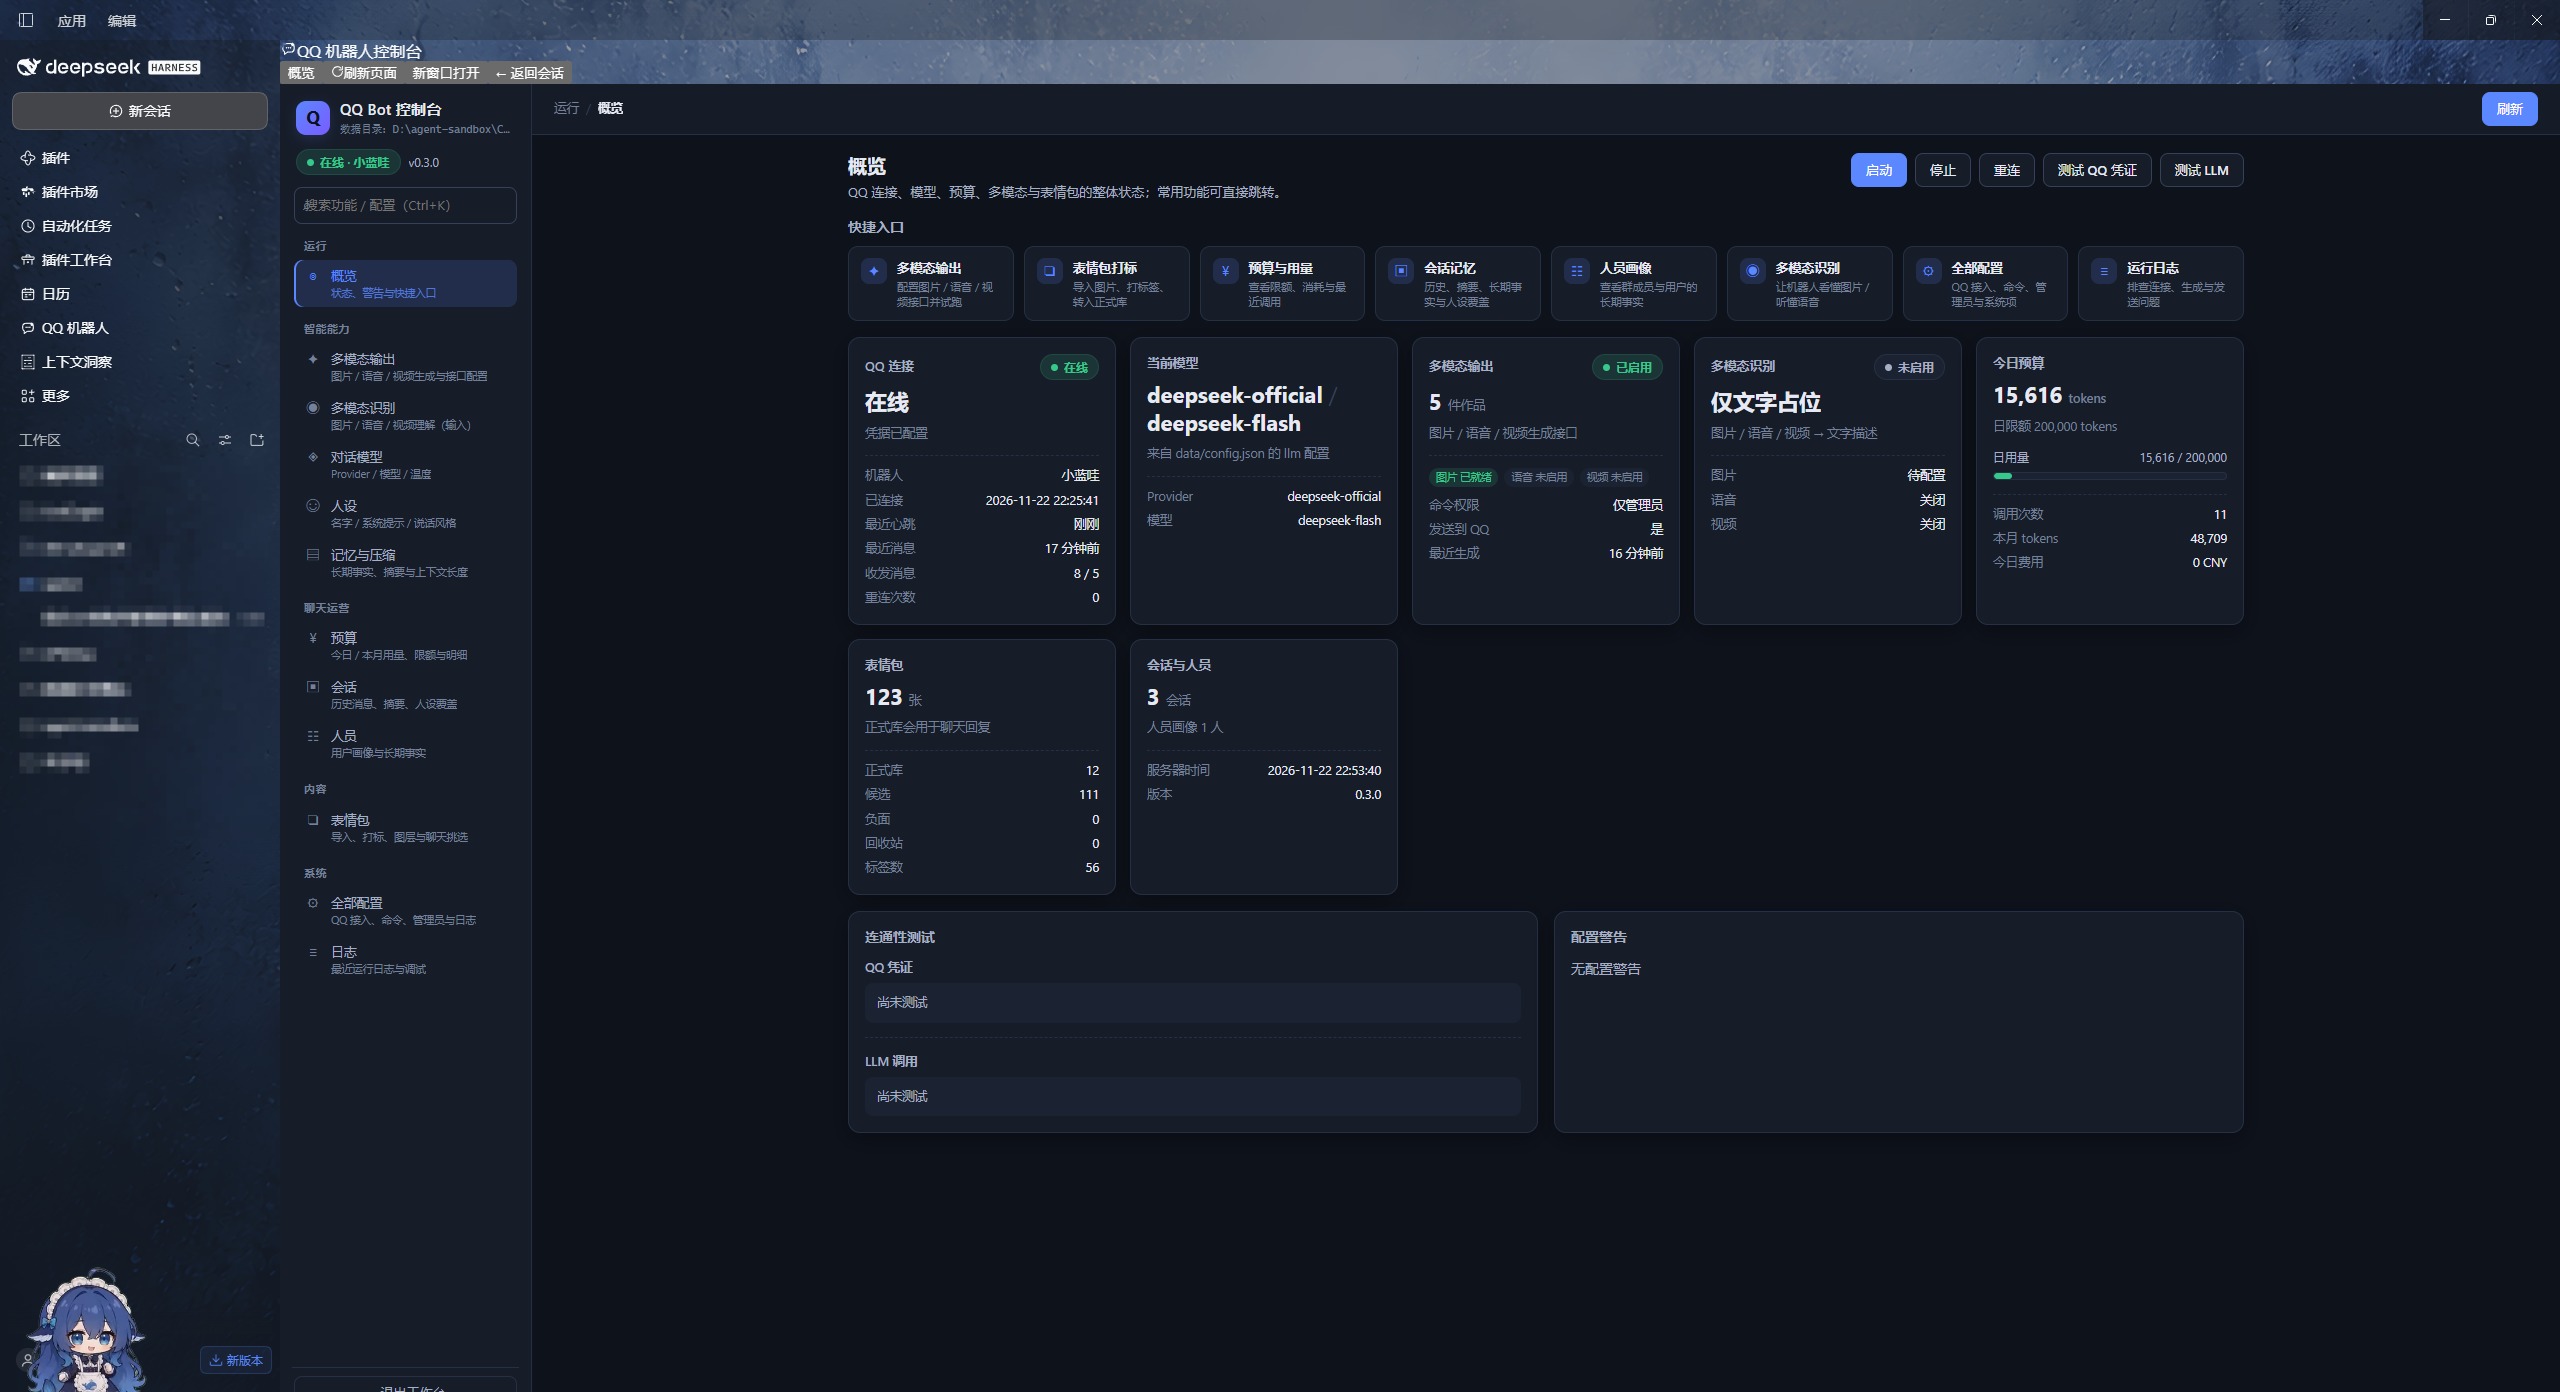 应用 编辑
deepseek HARNESS
新会话
插件
插件市场
自动化任务
插件工作台
日历
QQ 机器人
上下文洞察
更多
工作区
新版本
QQ 机器人控制台
概览 刷新页面 新窗口打开 ← 返回会话
Q
QQ Bot 控制台
数据目录: D:\agent-sandbox\C...
在线 · 小蓝哇 v0.3.0
搜索功能 / 配置 (Ctrl+K)
运行
概览
状态、警告与快捷入口
智能能力
多模态输出
图片 / 语音 / 视频生成与接口配置
多模态识别
图片 / 语音 / 视频理解（输入）
对话模型
Provider / 模型 / 温度
人设
名字 / 系统提示 / 说话风格
记忆与压缩
长期事实、摘要与上下文长度
聊天运营
¥ 预算
今日 / 本月用量、限额与明细
会话
历史消息、摘要、人设覆盖
人员
用户画像与长期事实
内容
表情包
导入、打标、图层与聊天挑选
系统
全部配置
QQ 接入、命令、管理员与日志
日志
最近运行日志与调试
运行 / 概览
刷新
概览
QQ 连接、模型、预算、多模态与表情包的整体状态；常用功能可直接跳转。
启动 停止 重连 测试 QQ 凭证 测试 LLM
快捷入口
多模态输出
配置图片 / 语音 / 视
频接口并试跑
表情包打标
导入图片、打标签、
转入正式库
¥ 预算与用量
查看限额、消耗与最
近调用
会话记忆
历史、摘要、长期事
实与人设覆盖
人员画像
查看群成员与用户的
长期事实
多模态识别
让机器人看懂图片 /
听懂语音
全部配置
QQ 接入、命令、管
理员与系统项
运行日志
排查连接、生成与发
送问题
QQ 连接 在线
在线
凭据已配置
机器人 小蓝哇
已连接 2026-11-22 22:25:41
最近心跳 刚刚
最近消息 17 分钟前
收发消息 8 / 5
重连次数 0
当前模型
deepseek-official /
deepseek-flash
来自 data/config.json 的 llm 配置
Provider deepseek-official
模型 deepseek-flash
多模态输出 已启用
5 件作品
图片 / 语音 / 视频生成接口
图片 已就绪 语音 未启用 视频 未启用
命令权限 仅管理员
发送到 QQ 是
最近生成 16 分钟前
多模态识别 未启用
仅文字占位
图片 / 语音 / 视频 → 文字描述
图片 待配置
语音 关闭
视频 关闭
今日预算
15,616 tokens
日限额 200,000 tokens
日用量 15,616 / 200,000
调用次数 11
本月 tokens 48,709
今日费用 0 CNY
表情包
123 张
正式库会用于聊天回复
正式库 12
候选 111
负面 0
回收站 0
标签数 56
会话与人员
3 会话
人员画像 1 人
服务器时间 2026-11-22 22:53:40
版本 0.3.0
连通性测试
QQ 凭证
尚未测试
LLM 调用
尚未测试
配置警告
无配置警告